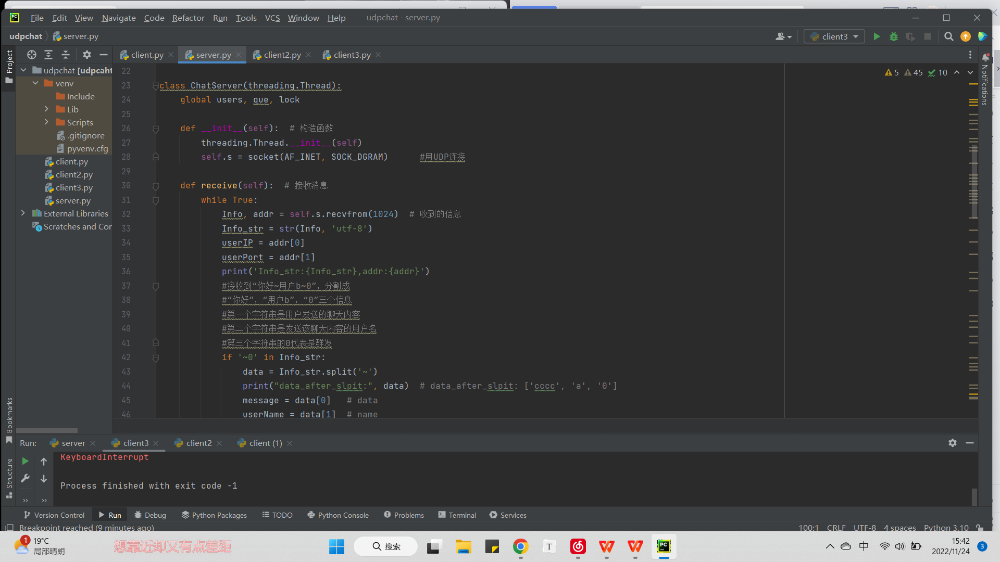 File Edit View Navigate Code Refactor Run Tools VCS Window Help udpchat - server.py
udpchat server.py client3
Project client.py server.py client2.py client3.py
udpchat [udpcaht
venv
Include
Lib
Scripts
.gitignore
pyvenv.cfg
client.py
client2.py
client3.py
server.py
External Libraries
Scratches and Cor
5 45 10
Notifications
22
23 class ChatServer(threading.Thread):
24 global users, que, lock
25
26 def __init__(self): # 构造函数
27 threading.Thread.__init__(self)
28 self.s = socket(AF_INET, SOCK_DGRAM) #用UDP连接
29
30 def receive(self): # 接收消息
31 while True:
32 Info, addr = self.s.recvfrom(1024) # 收到的信息
33 Info_str = str(Info, 'utf-8')
34 userIP = addr[0]
35 userPort = addr[1]
36 print('Info_str:{Info_str},addr:{addr}')
37 #接收到“你好~用户b~0”，分割成
38 #“你好”，“用户b”，“0”三个信息
39 #第一个字符串是用户发送的聊天内容
40 #第二个字符串是发送该聊天内容的用户名
41 #第三个字符串的0代表是群发
42 if '~0' in Info_str:
43 data = Info_str.split('~')
44 print("data_after_slpit:", data) # data_after_slpit: ['cccc', 'a', '0']
45 message = data[0] # data
46 userName = data[1] # name
Bookmarks
Structure
Run: server client3 client2 client (1)
KeyboardInterrupt
Process finished with exit code -1
Version Control Run Debug Python Packages TODO Python Console Problems Terminal Services
Breakpoint reached (9 minutes ago) 100:1 CRLF UTF-8 4 spaces Python 3.10
1 19°C
局部晴朗
想靠近却又有点差距
搜索
中
15:42
2022/11/24
3